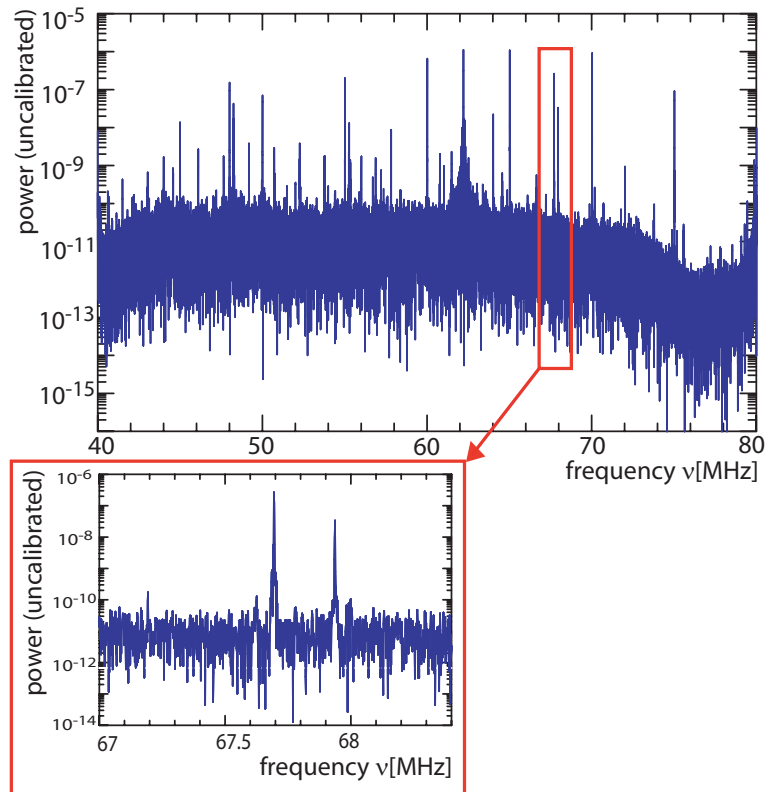 10-5
10-7
10-9
10-11
10-13
10-15
power (uncalibrated)
40 50 60 70 80
frequency ν[MHz]
10-6
10-8
10-10
10-12
10-14
power (uncalibrated)
67 67.5 68
frequency ν[MHz]